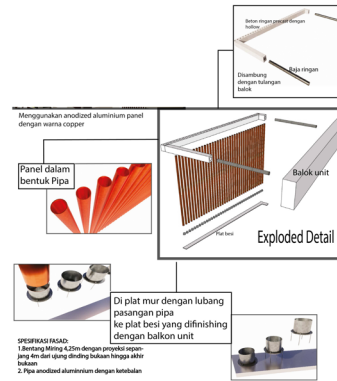 Beton ringan precast dengan
hollow
Baja ringan
Disambung
dengan tulangan
balok
Menggunakan anodized aluminium panel
dengan warna copper
Panel dalam
bentuk Pipa
Balok unit
Plat besi
Exploded Detail
Di plat mur dengan lubang
pasangan pipa
ke plat besi yang difinishing
dengan balkon unit
SPESIFIKASI FASAD:
1.Bentang Miring 4,25m dengan proyeksi sepan-
jang 4m dari ujung dinding bukaan hingga akhir
bukaan
2. Pipa anodized aluminnium dengan ketebalan